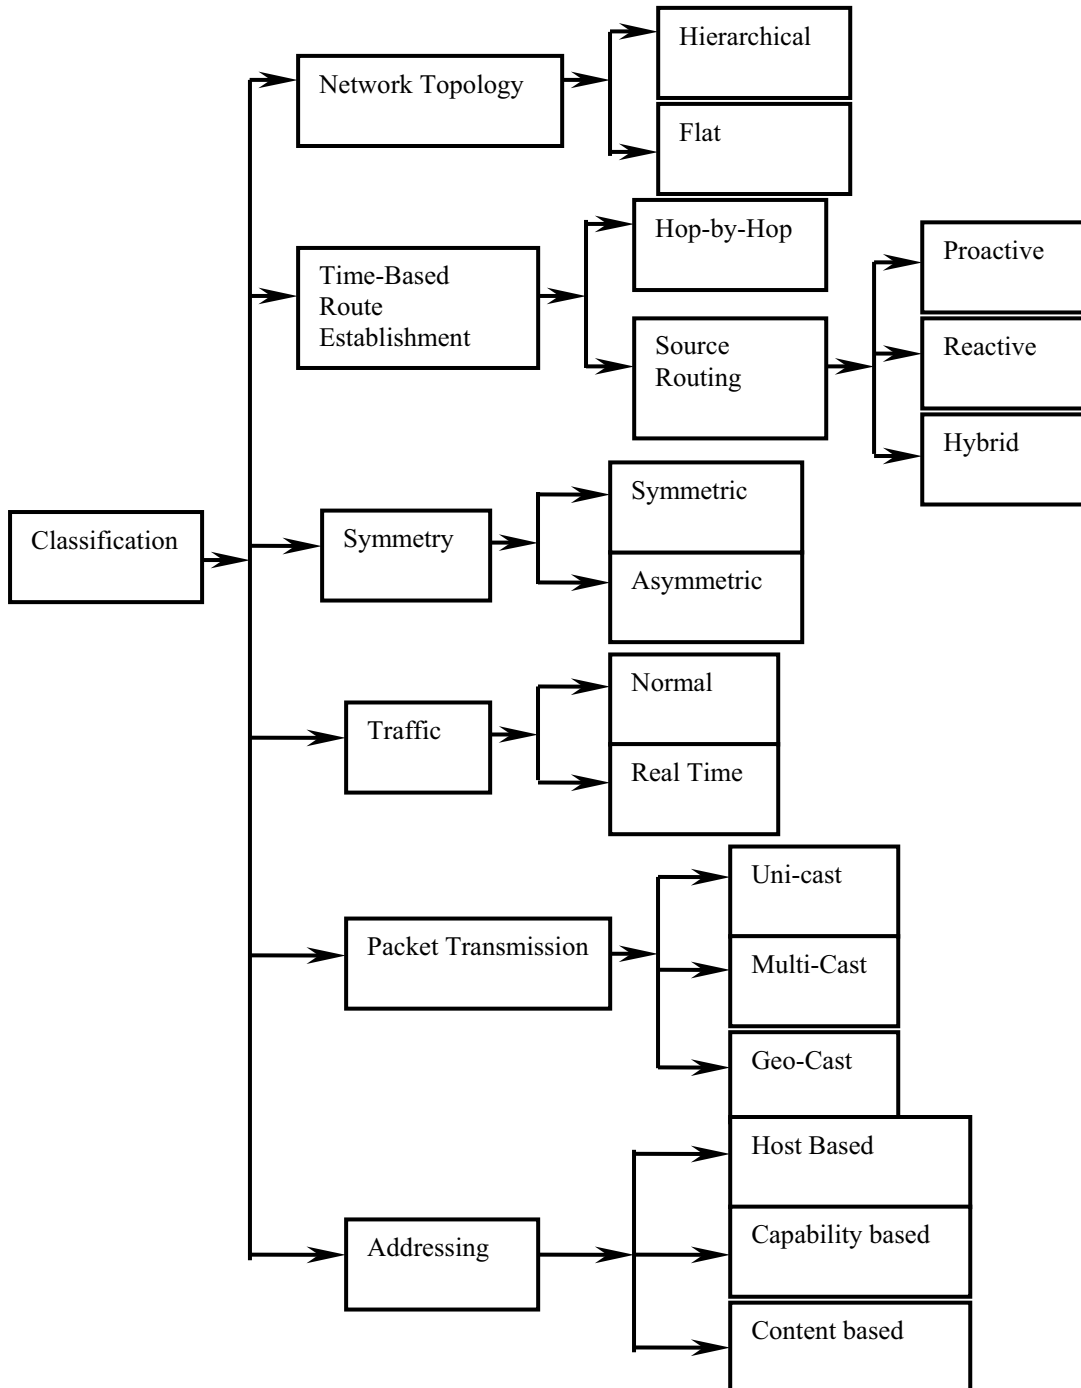 Hierarchical
Network Topology
Flat
Hop-by-Hop
Proactive
Time-Based
Route
Establishment
Source
Routing
Reactive
Hybrid
Symmetric
Classification
Symmetry
Asymmetric
Normal
Traffic
Real Time
Uni-cast
Packet Transmission
Multi-Cast
Geo-Cast
Host Based
Addressing
Capability based
Content based